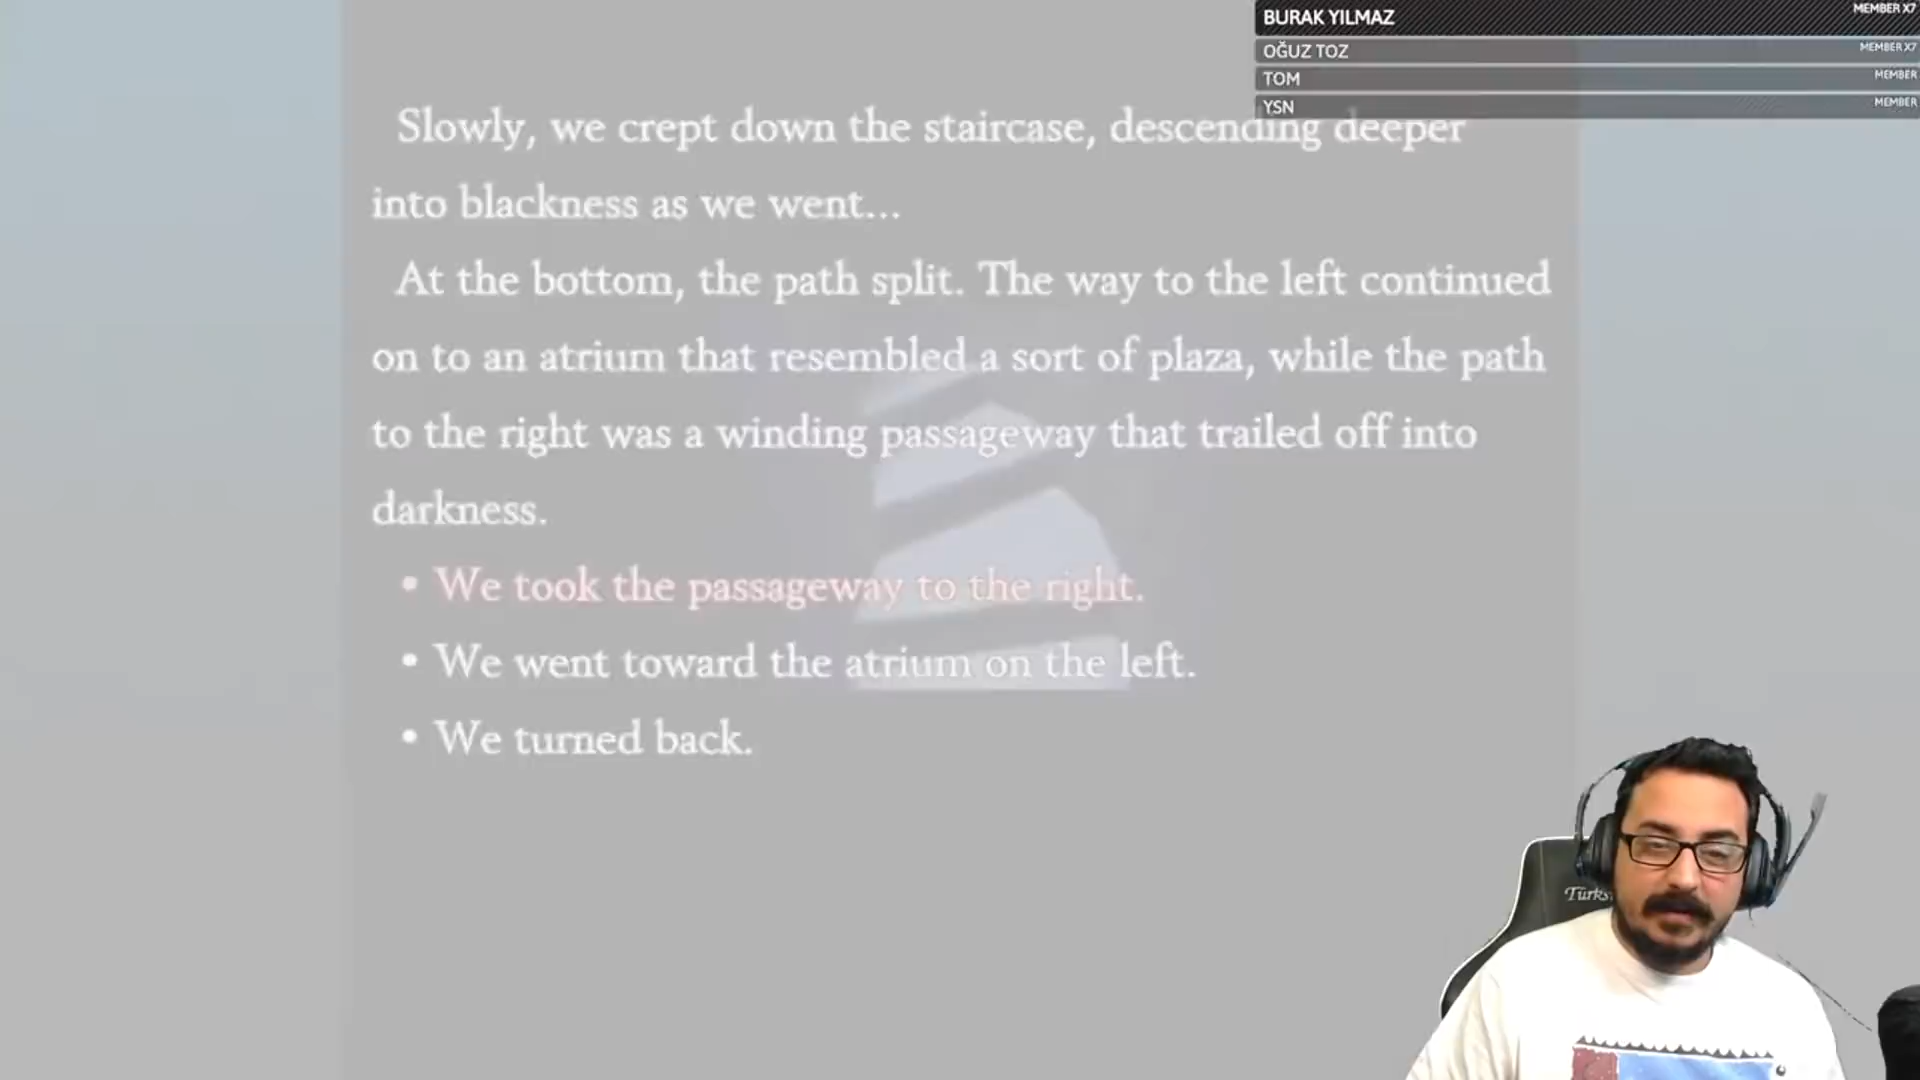 BURAK YILMAZ MEMBER X7
OĞUZ TOZ MEMBER X7
TOM MEMBER
YSN MEMBER
Slowly, we crept down the staircase, descending deeper
into blackness as we went...
At the bottom, the path split. The way to the left continued
on to an atrium that resembled a sort of plaza, while the path
to the right was a winding passageway that trailed off into
darkness.
• We took the passageway to the right.
• We went toward the atrium on the left.
• We turned back.